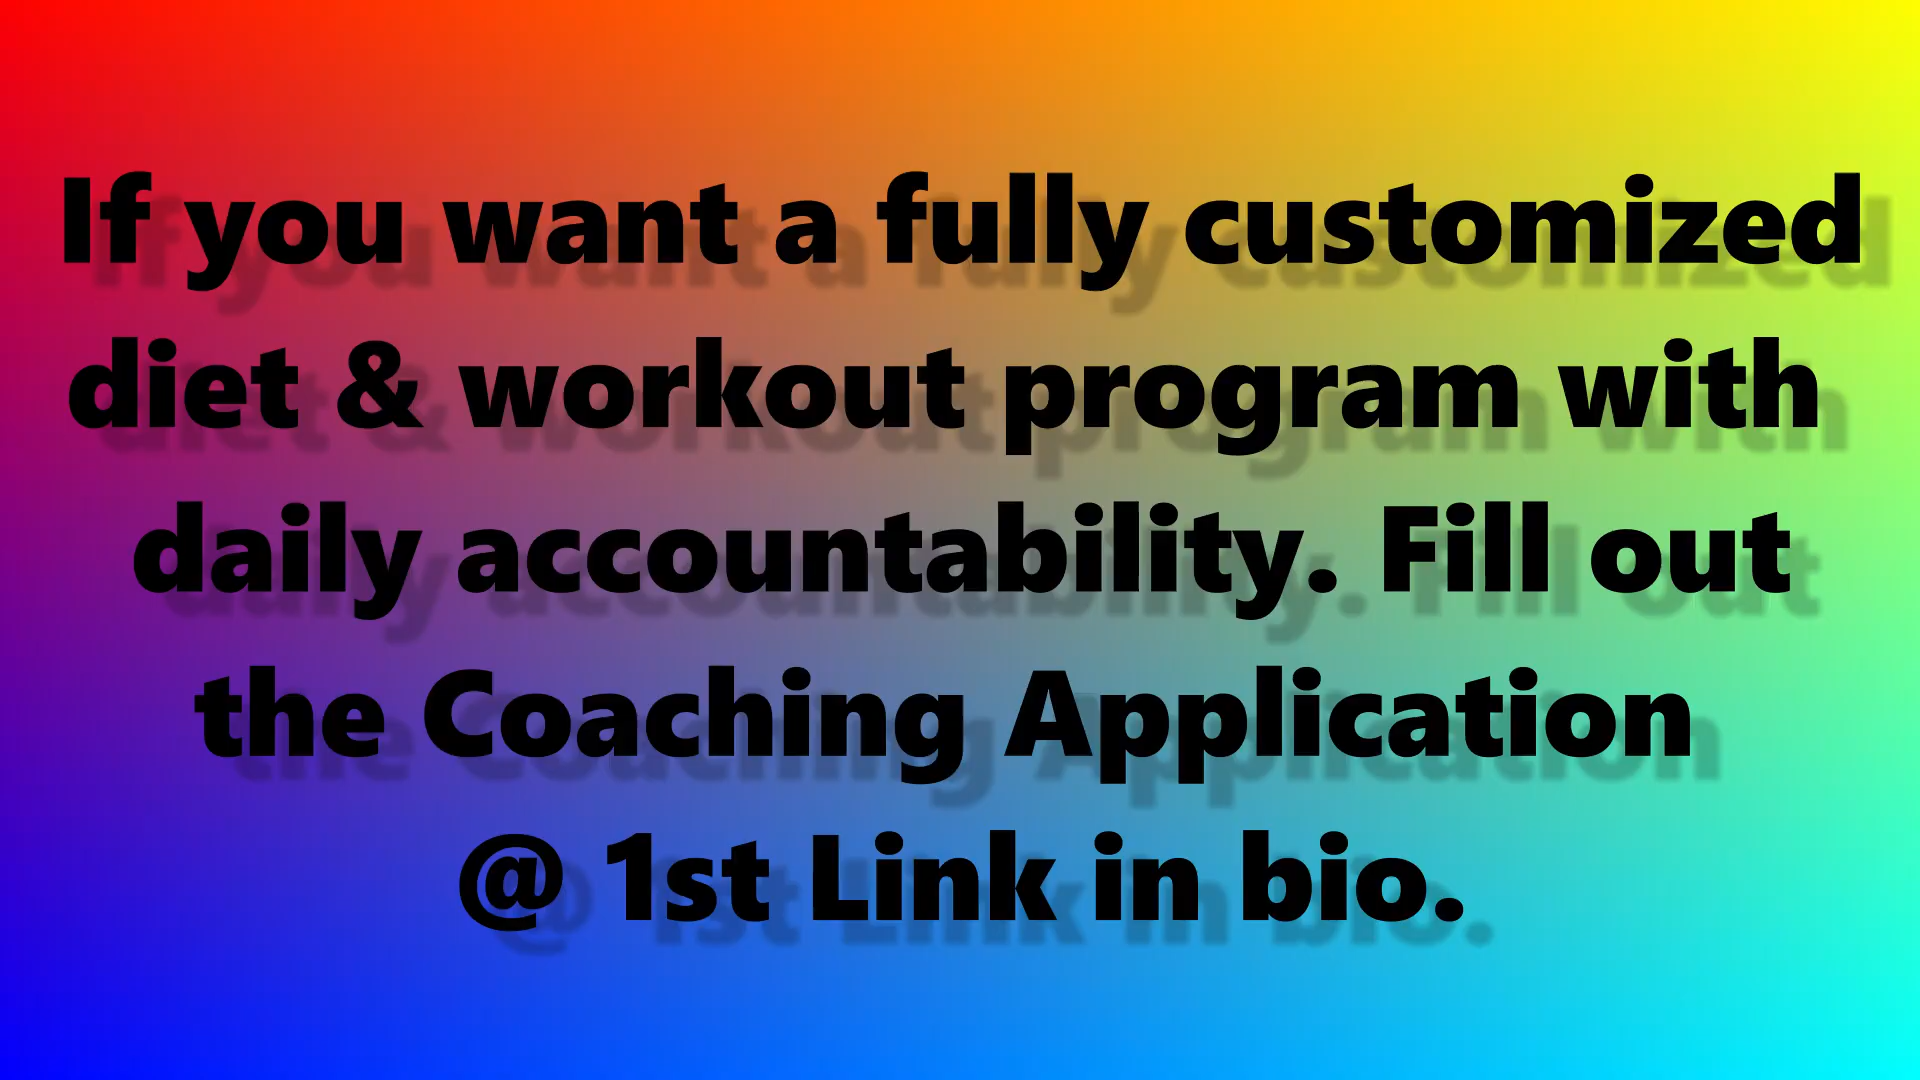 If you want a fully customized
diet & workout program with
daily accountability. Fill out
the Coaching Application
@ 1st Link in bio.